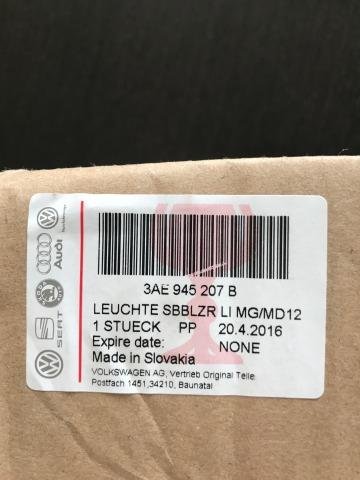 3AE 945 207 B
LEUCHTE SBBLZR LI MG/MD12
1 STUECK PP 20.4.2016
Expire date: NONE
Made in Slovakia
VOLKSWAGEN AG, Vertrieb Original Teile
Postfach 1451,34210, Baunatal
Audi
SEAT